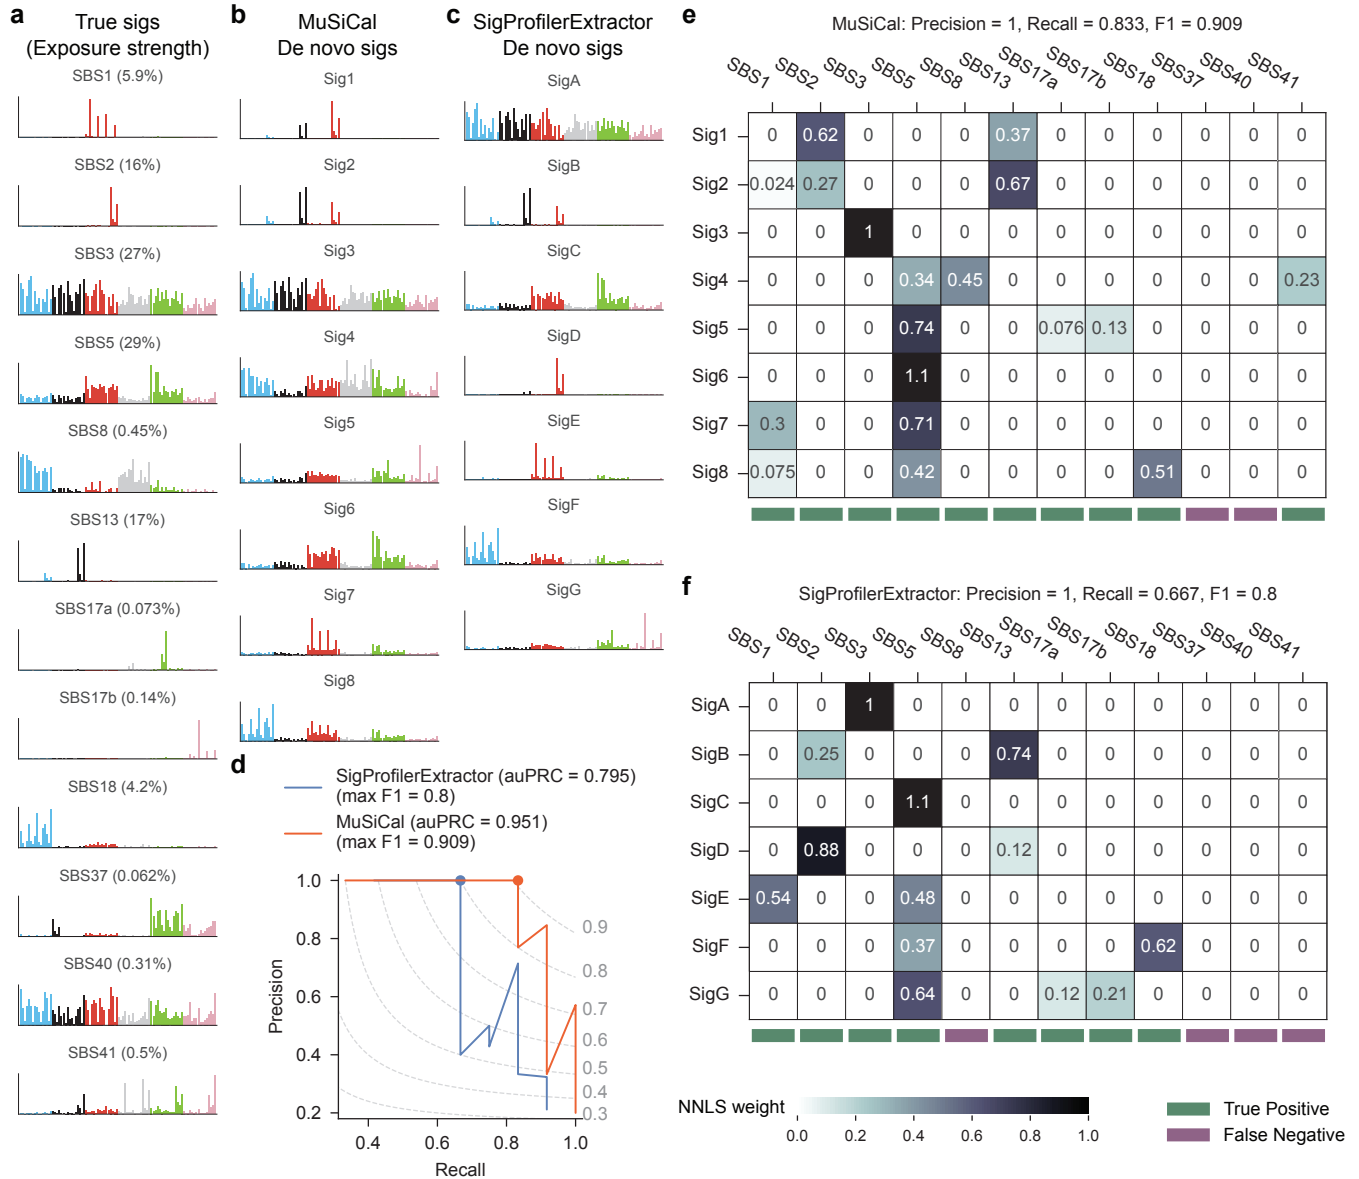 a
True sigs
(Exposure strength)
SBS1 (5.9%)
SBS2 (16%)
SBS3 (27%)
SBS5 (29%)
SBS8 (0.45%)
SBS13 (17%)
SBS17a (0.073%)
SBS17b (0.14%)
SBS18 (4.2%)
SBS37 (0.062%)
SBS40 (0.31%)
SBS41 (0.5%)
b
MuSiCal
De novo sigs
Sig1
Sig2
Sig3
Sig4
Sig5
Sig6
Sig7
Sig8
c
SigProfilerExtractor
De novo sigs
SigA
SigB
SigC
SigD
SigE
SigF
SigG
d
SigProfilerExtractor (auPRC = 0.795)
(max F1 = 0.8)
MuSiCal (auPRC = 0.951)
(max F1 = 0.909)
Precision
1.0
0.8
0.6
0.4
0.2
0.9
0.8
0.7
0.6
0.5
0.4
0.3
0.4 0.6 0.8 1.0
Recall
e
MuSiCal: Precision = 1, Recall = 0.833, F1 = 0.909
SBS1 SBS2 SBS3 SBS5 SBS8 SBS13 SBS17a SBS17b SBS18 SBS37 SBS40 SBS41
Sig1 0 0.62 0 0 0 0.37 0 0 0 0 0 0
Sig2 0.024 0.27 0 0 0 0.67 0 0 0 0 0 0
Sig3 0 0 1 0 0 0 0 0 0 0 0 0
Sig4 0 0 0 0.34 0.45 0 0 0 0 0 0 0.23
Sig5 0 0 0 0.74 0 0 0.076 0.13 0 0 0 0
Sig6 0 0 0 1.1 0 0 0 0 0 0 0 0
Sig7 0.3 0 0 0.71 0 0 0 0 0 0 0 0
Sig8 0.075 0 0 0.42 0 0 0 0 0.51 0 0 0
f
SigProfilerExtractor: Precision = 1, Recall = 0.667, F1 = 0.8
SBS1 SBS2 SBS3 SBS5 SBS8 SBS13 SBS17a SBS17b SBS18 SBS37 SBS40 SBS41
SigA 0 0 1 0 0 0 0 0 0 0 0 0
SigB 0 0.25 0 0 0 0.74 0 0 0 0 0 0
SigC 0 0 0 1.1 0 0 0 0 0 0 0 0
SigD 0 0.88 0 0 0 0.12 0 0 0 0 0 0
SigE 0.54 0 0 0.48 0 0 0 0 0 0 0 0
SigF 0 0 0 0.37 0 0 0 0 0.62 0 0 0
SigG 0 0 0 0.64 0 0 0.12 0.21 0 0 0 0
NNLS weight
0.0 0.2 0.4 0.6 0.8 1.0
True Positive
False Negative